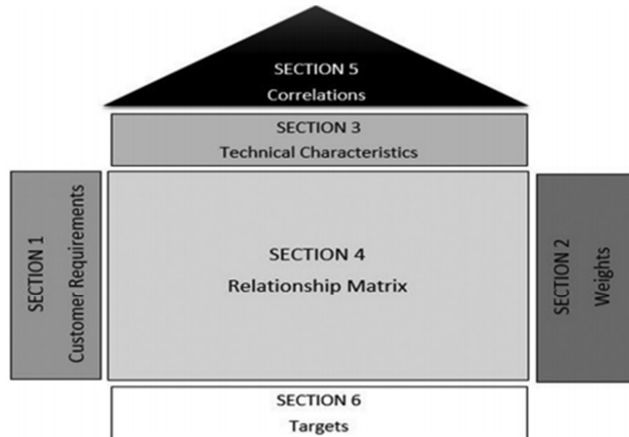 SECTION 5
Correlations
SECTION 3
Technical Characteristics
SECTION 1
Customer Requirements
SECTION 4
Relationship Matrix
SECTION 2
Weights
SECTION 6
Targets